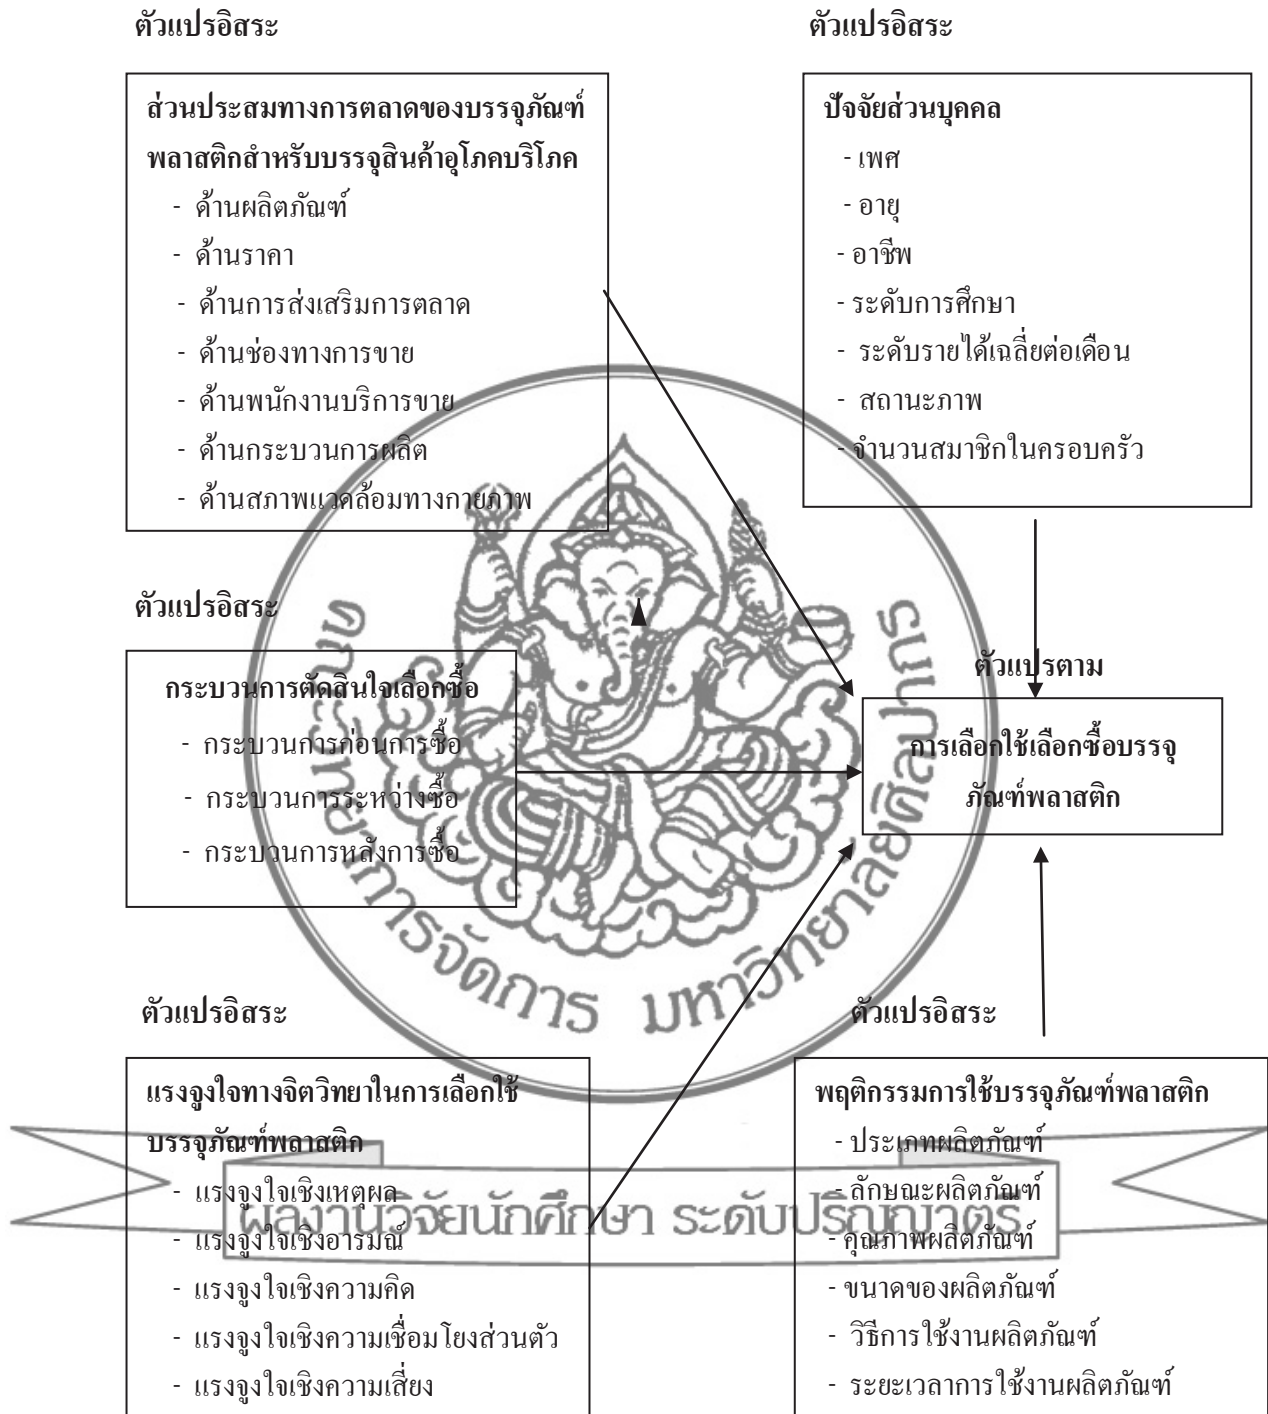 ตัวแปรอิสระ
ส่วนประสมทางการตลาดของบรรจุภัณฑ์
พลาสติกสำหรับบรรจุสินค้าอุโภคบริโภค
- ด้านผลิตภัณฑ์
- ด้านราคา
- ด้านการส่งเสริมการตลาด
- ด้านช่องทางการขาย
- ด้านพนักงานบริการขาย
- ด้านกระบวนการผลิต
- ด้านสภาพแวดล้อมทางกายภาพ
ตัวแปรอิสระ
ปัจจัยส่วนบุคคล
- เพศ
- อายุ
- อาชีพ
- ระดับการศึกษา
- ระดับรายได้เฉลี่ยต่อเดือน
- สถานะภาพ
- จำนวนสมาชิกในครอบครัว
ตัวแปรอิสระ
กระบวนการตัดสินใจเลือกซื้อ
- กระบวนการก่อนการซื้อ
- กระบวนการระหว่างซื้อ
- กระบวนการหลังการซื้อ
ตัวแปรตาม
การเลือกใช้เลือกซื้อบรรจุ
ภัณฑ์พลาสติก
คณะวิทยาการจัดการ มหาวิทยาลัยศิลปากร
ตัวแปรอิสระ
แรงจูงใจทางจิตวิทยาในการเลือกใช้
บรรจุภัณฑ์พลาสติก
- แรงจูงใจเชิงเหตุผล
- แรงจูงใจเชิงอารมณ์
- แรงจูงใจเชิงความคิด
- แรงจูงใจเชิงความเชื่อมโยงส่วนตัว
- แรงจูงใจเชิงความเสี่ยง
ตัวแปรอิสระ
พฤติกรรมการใช้บรรจุภัณฑ์พลาสติก
- ประเภทผลิตภัณฑ์
- ลักษณะผลิตภัณฑ์
- คุณภาพผลิตภัณฑ์
- ขนาดของผลิตภัณฑ์
- วิธีการใช้งานผลิตภัณฑ์
- ระยะเวลาการใช้งานผลิตภัณฑ์
ผลงานวิจัยนักศึกษา ระดับปริญญาตรี